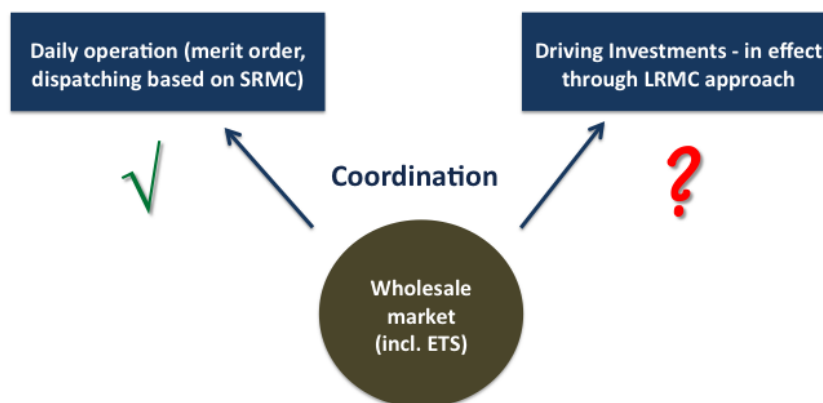 Daily operation (merit order,
dispatching based on SRMC)
Driving Investments - in effect
through LRMC approach
√
Coordination
?
Wholesale
market
(incl. ETS)